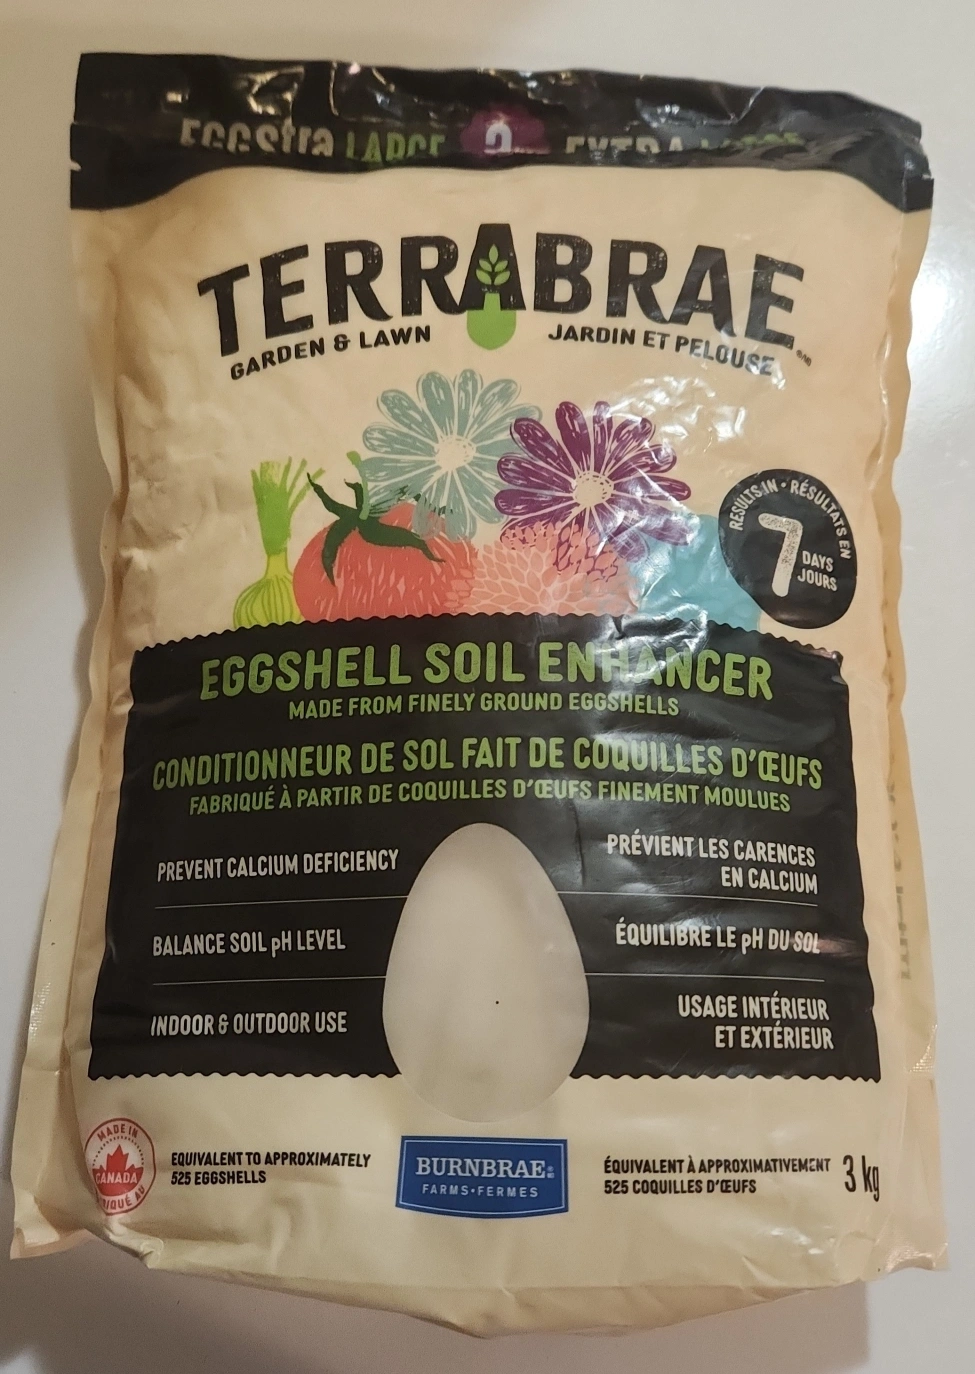 EGGStra LARGE
EXTRA
TERRABRAE
GARDEN & LAWN
JARDIN ET PELOUSE
RESULTS IN • RÉSULTATS EN
7
DAYS
JOURS
EGGSHELL SOIL ENHANCER
MADE FROM FINELY GROUND EGGSHELLS
CONDITIONNEUR DE SOL FAIT DE COQUILLES D'ŒUFS
FABRIQUÉ À PARTIR DE COQUILLES D'ŒUFS FINEMENT MOULUES
PREVENT CALCIUM DEFICIENCY
PRÉVIENT LES CARENCES
EN CALCIUM
BALANCE SOIL pH LEVEL
ÉQUILIBRE LE pH DU SOL
INDOOR & OUTDOOR USE
USAGE INTÉRIEUR
ET EXTÉRIEUR
MADE IN
CANADA
EQUIVALENT TO APPROXIMATELY
525 EGGSHELLS
BURNBRAE
FARMS•FERMES
ÉQUIVALENT À APPROXIMATIVEMENT
525 COQUILLES D'ŒUFS
3 kg